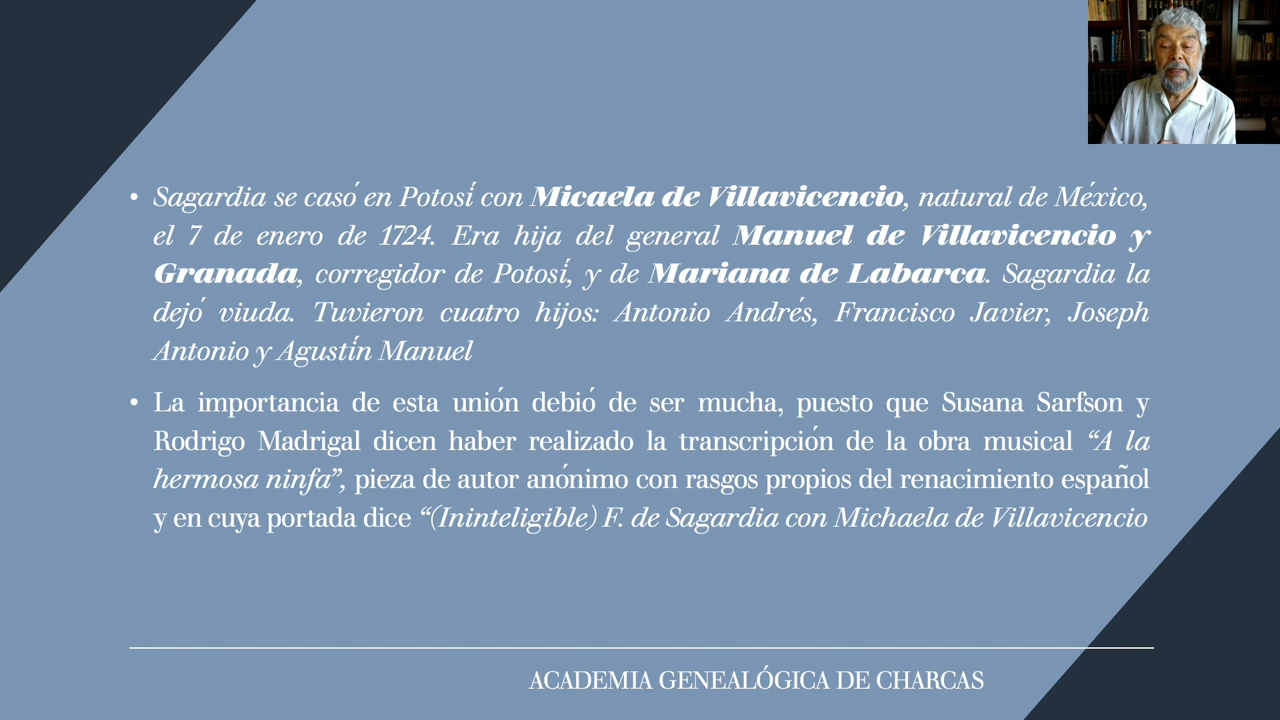 • Sagardia se casó en Potosí con Micaela de Villavicencio, natural de México,
el 7 de enero de 1724. Era hija del general Manuel de Villavicencio y
Granada, corregidor de Potosí, y de Mariana de Labarca. Sagardia la
dejó viuda. Tuvieron cuatro hijos: Antonio Andrés, Francisco Javier, Joseph
Antonio y Agustín Manuel
• La importancia de esta unión debió de ser mucha, puesto que Susana Sarfson y
Rodrigo Madrigal dicen haber realizado la transcripción de la obra musical “A la
hermosa ninfa”, pieza de autor anónimo con rasgos propios del renacimiento español
y en cuya portada dice “(Ininteligible) F. de Sagardia con Michaela de Villavicencio
ACADEMIA GENEALÓGICA DE CHARCAS